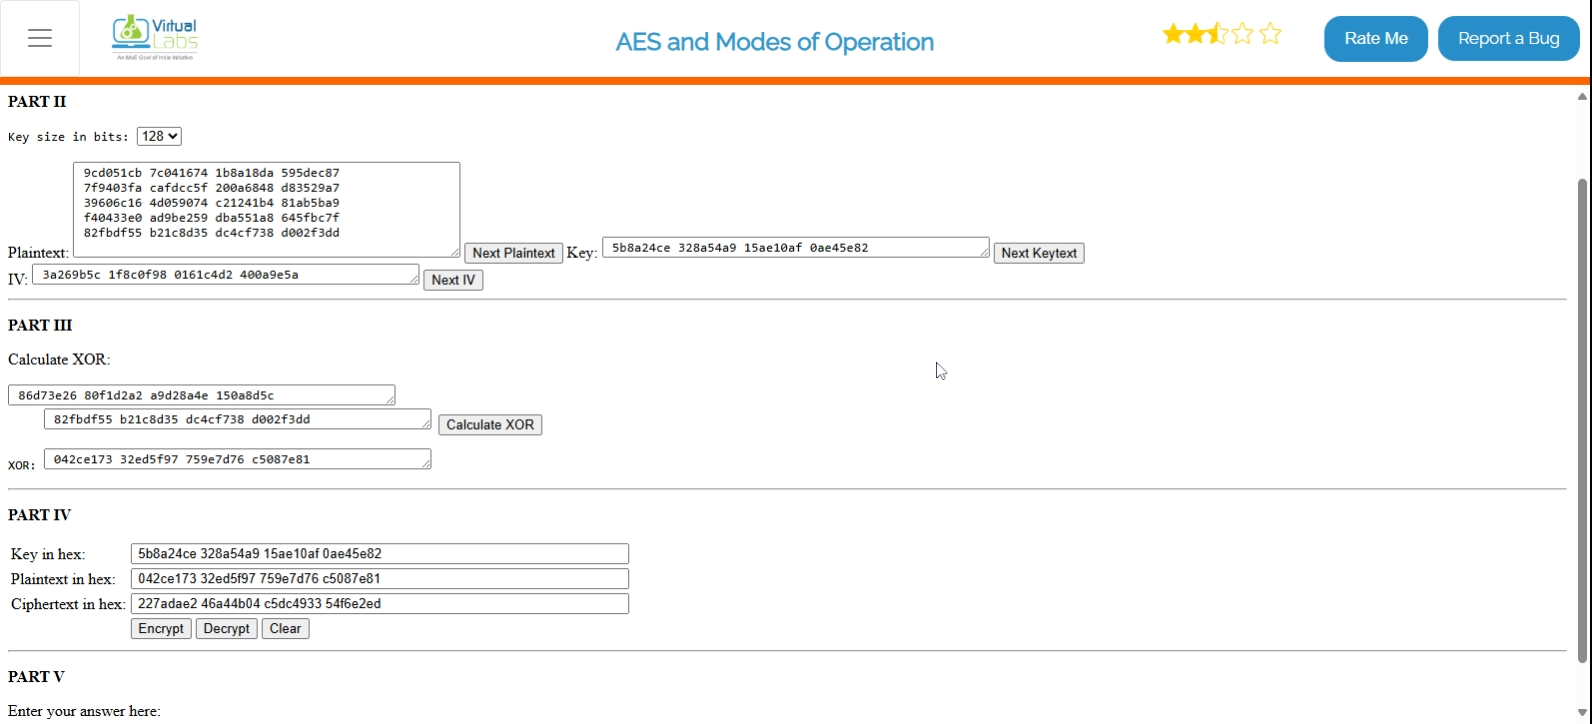 Virtual
Labs
An MoE Govt of India Initiative
AES and Modes of Operation
Rate Me
Report a Bug
PART II
Key size in bits: 128
9cd051cb 7c041674 1b8a18da 595dec87
7f9403fa cafdcc5f 200a6848 d83529a7
39606c16 4d059074 c21241b4 81ab5ba9
f40433e0 ad9be259 dba551a8 645fbc7f
82fbdf55 b21c8d35 dc4cf738 d002f3dd
Plaintext: Next Plaintext Key: 5b8a24ce 328a54a9 15ae10af 0ae45e82 Next Keytext
IV: 3a269b5c 1f8c0f98 0161c4d2 400a9e5a Next IV
PART III
Calculate XOR:
86d73e26 80f1d2a2 a9d28a4e 150a8d5c
82fbdf55 b21c8d35 dc4cf738 d002f3dd Calculate XOR
XOR: 042ce173 32ed5f97 759e7d76 c5087e81
PART IV
Key in hex: 5b8a24ce 328a54a9 15ae10af 0ae45e82
Plaintext in hex: 042ce173 32ed5f97 759e7d76 c5087e81
Ciphertext in hex: 227adae2 46a44b04 c5dc4933 54f6e2ed
Encrypt Decrypt Clear
PART V
Enter your answer here: